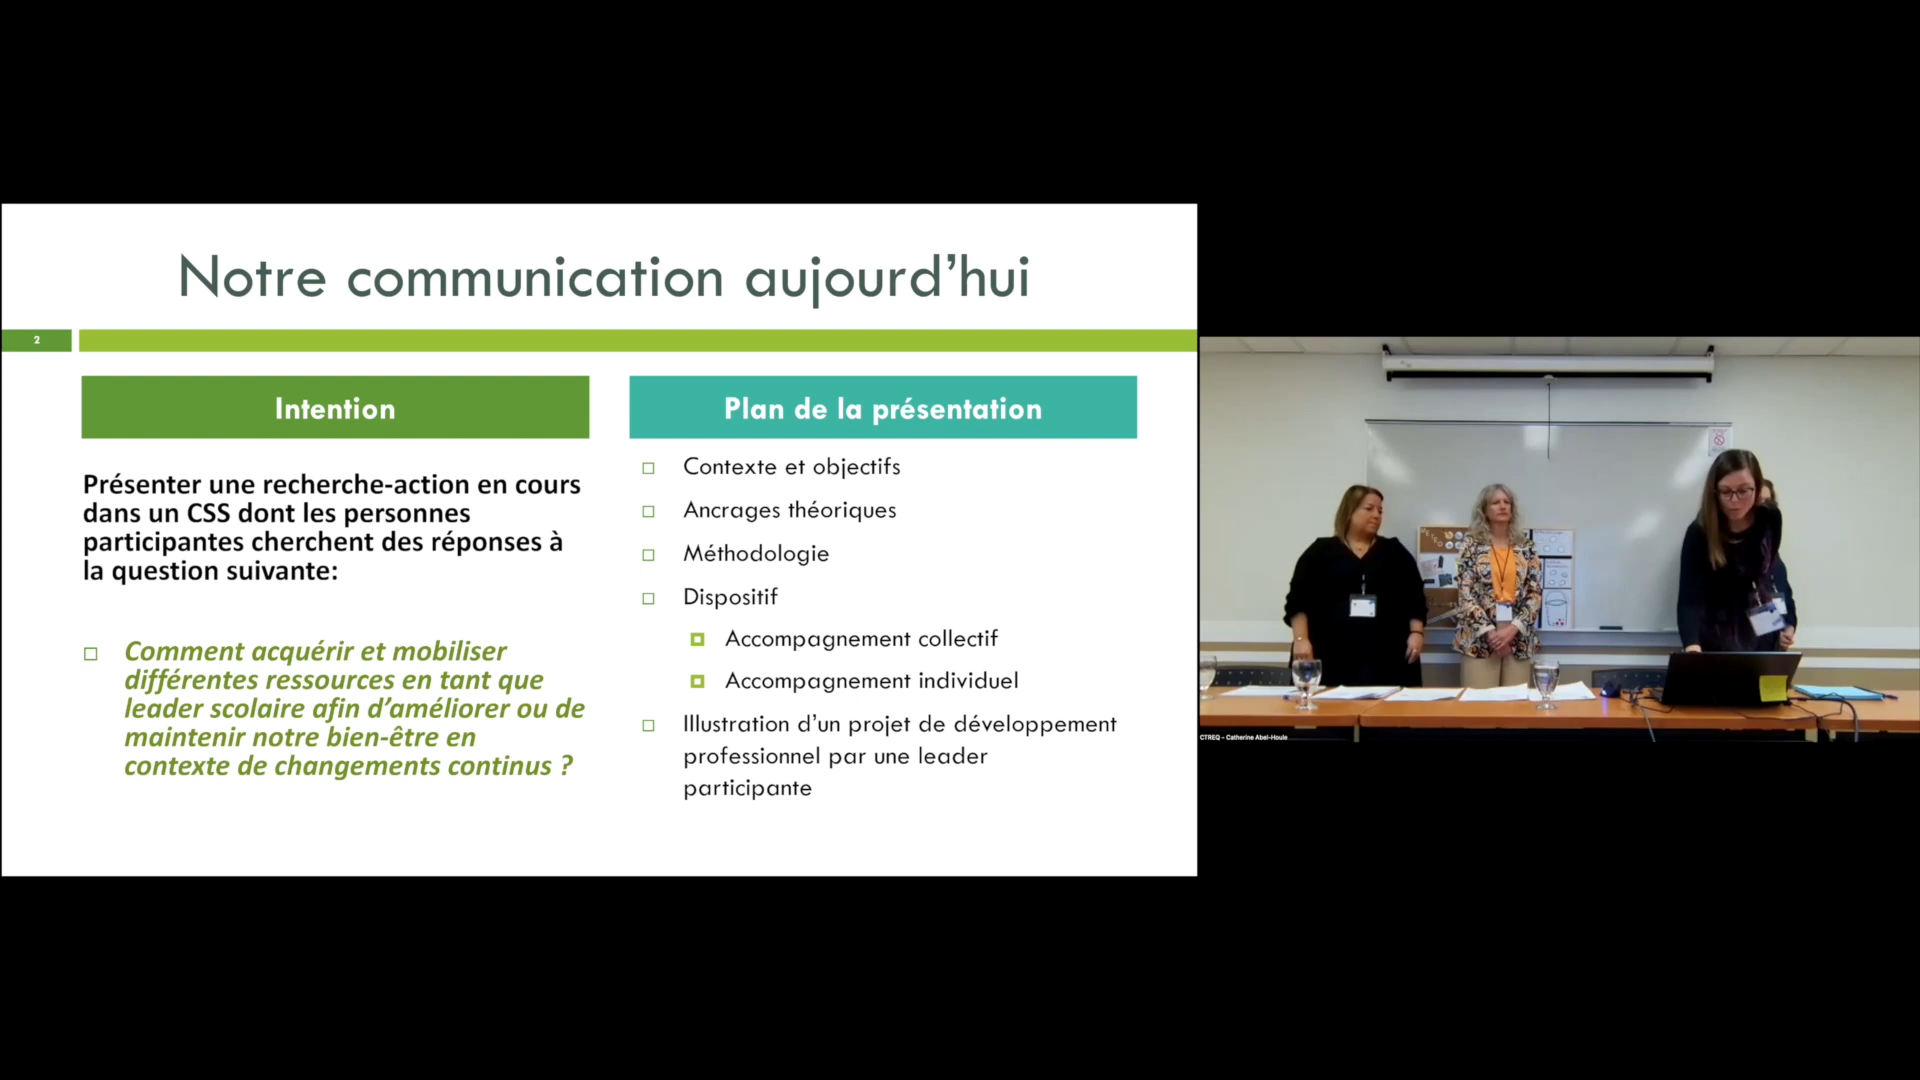 Notre communication aujourd'hui
2
Intention
Présenter une recherche-action en cours
dans un CSS dont les personnes
participantes cherchent des réponses à
la question suivante:
Comment acquérir et mobiliser
différentes ressources en tant que
leader scolaire afin d'améliorer ou de
maintenir notre bien-être en
contexte de changements continus ?
Plan de la présentation
Contexte et objectifs
Ancrages théoriques
Méthodologie
Dispositif
Accompagnement collectif
Accompagnement individuel
Illustration d'un projet de développement
professionnel par une leader
participante
CTREQ - Catherine Abel-Houle